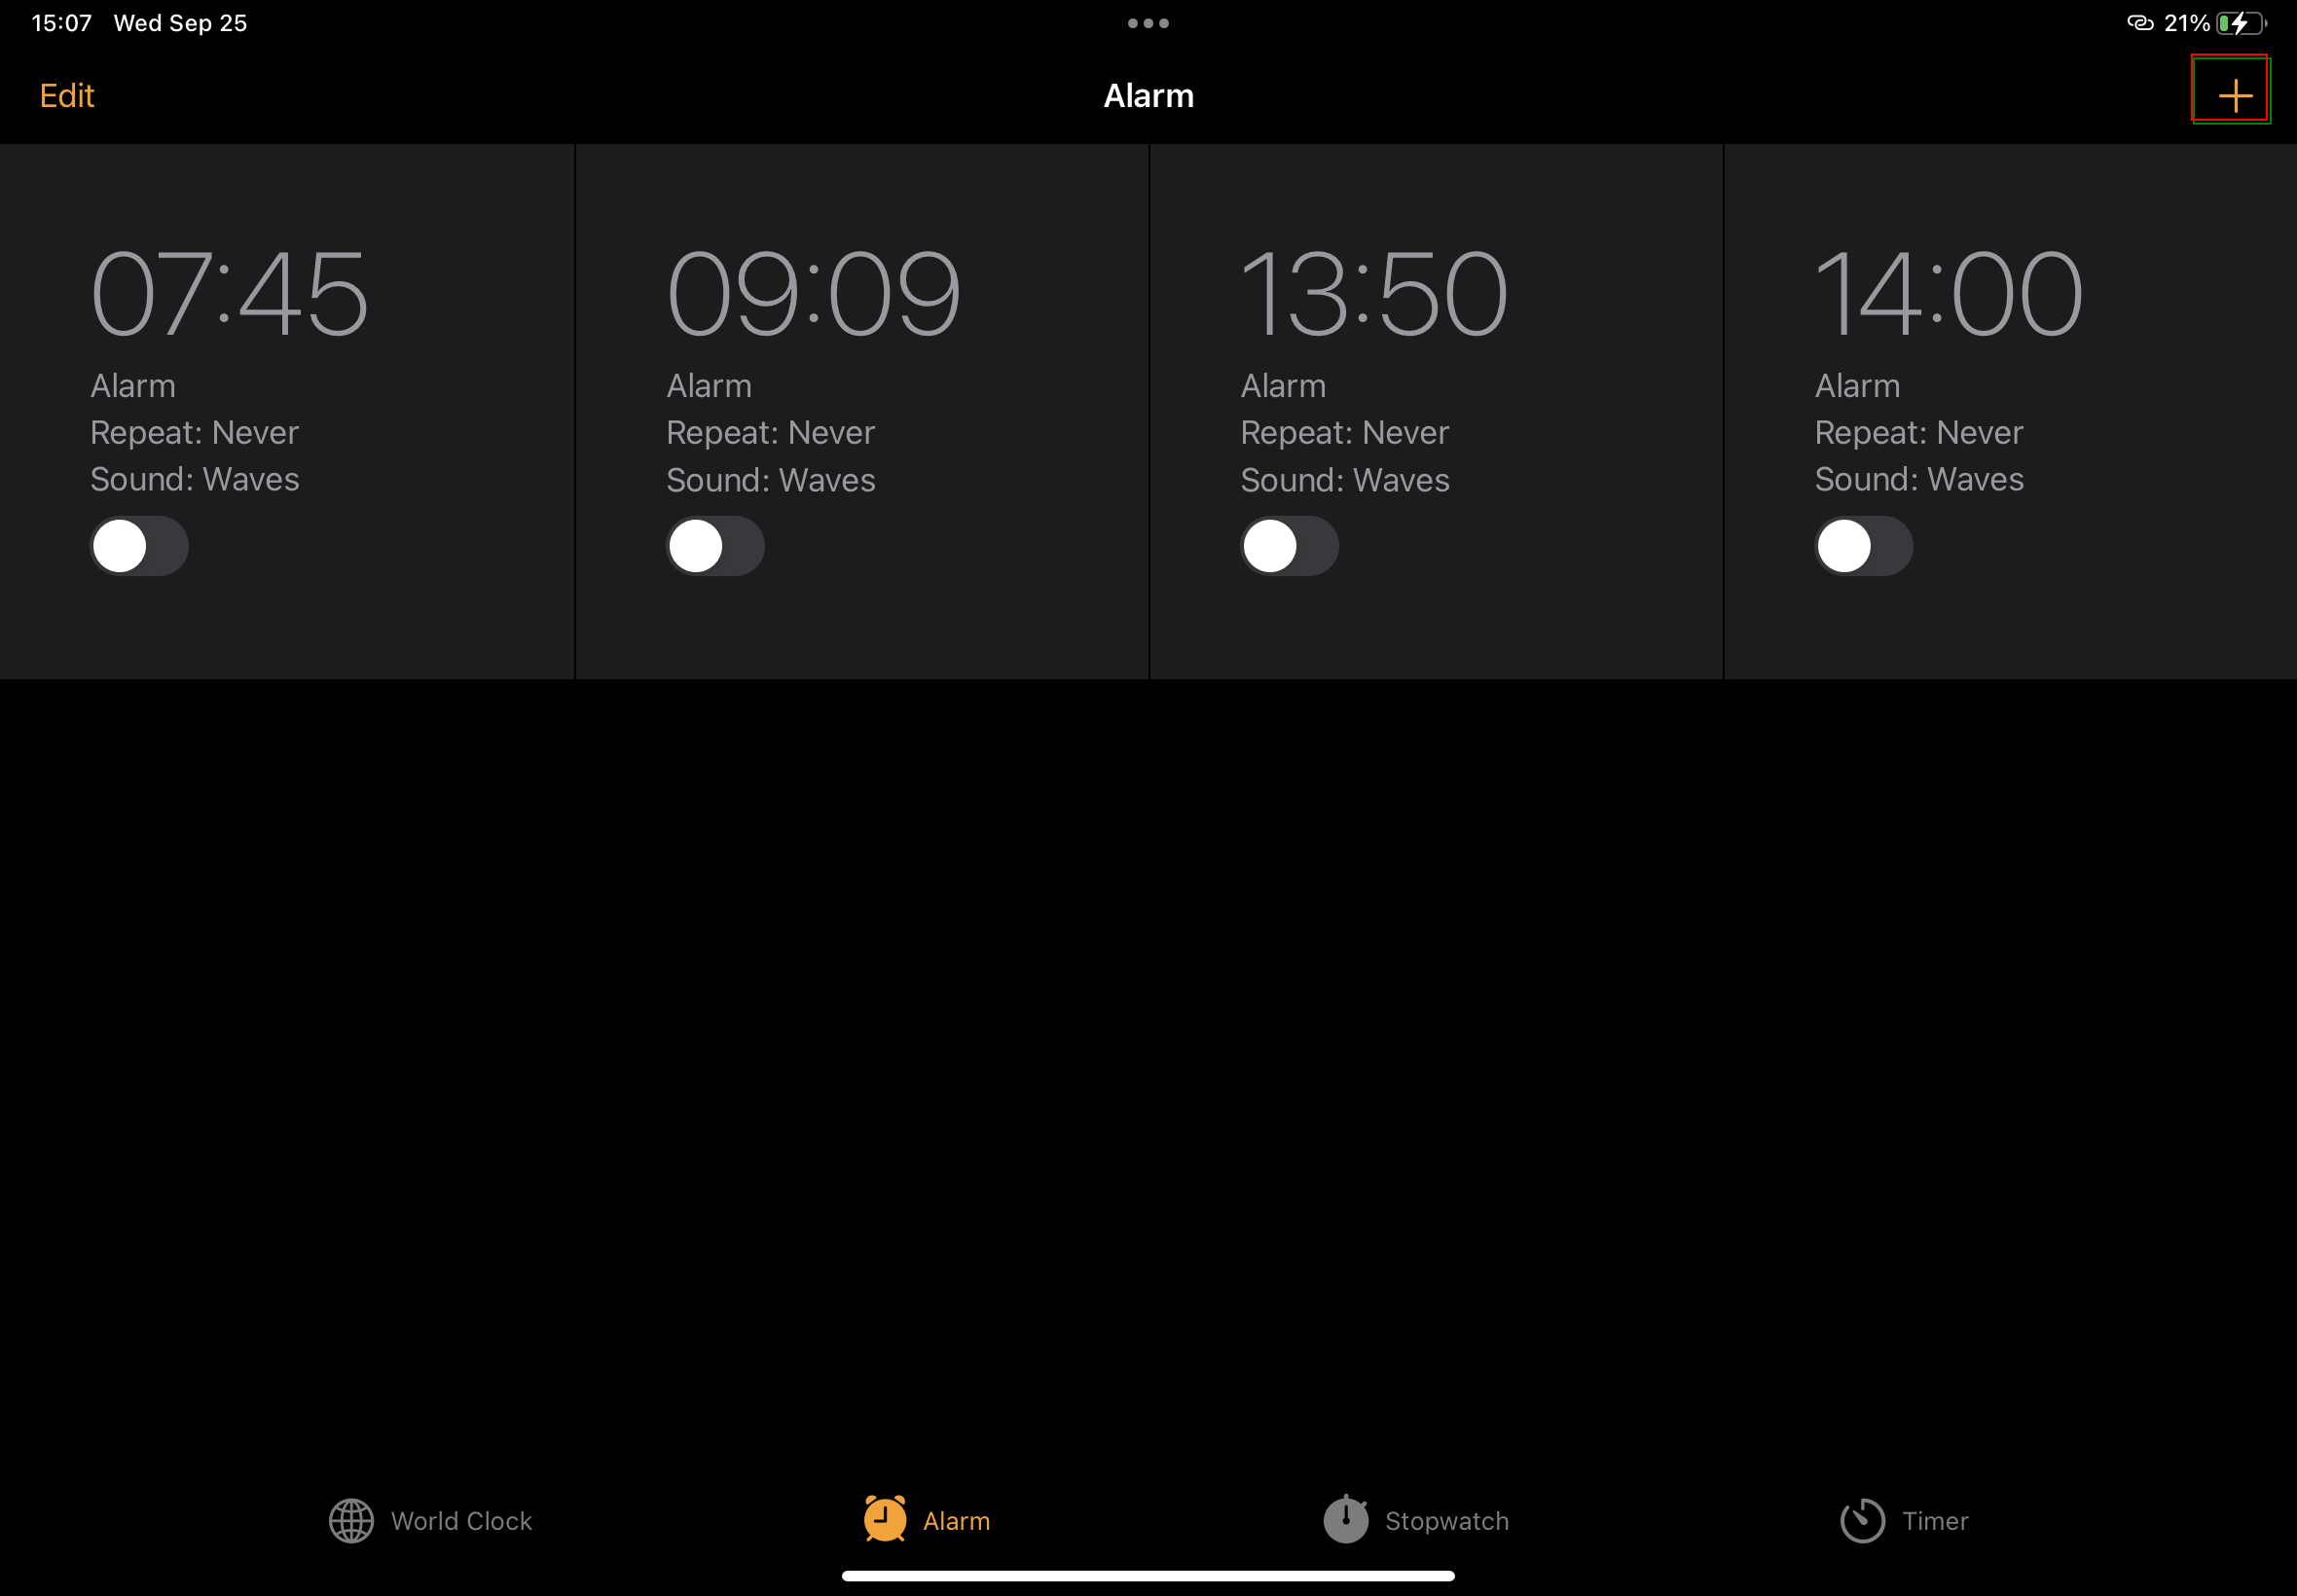 15:07 Wed Sep 25
21%
Edit
Alarm
07:45
Alarm
Repeat: Never
Sound: Waves
09:09
Alarm
Repeat: Never
Sound: Waves
13:50
Alarm
Repeat: Never
Sound: Waves
14:00
Alarm
Repeat: Never
Sound: Waves
World Clock
Alarm
Stopwatch
Timer